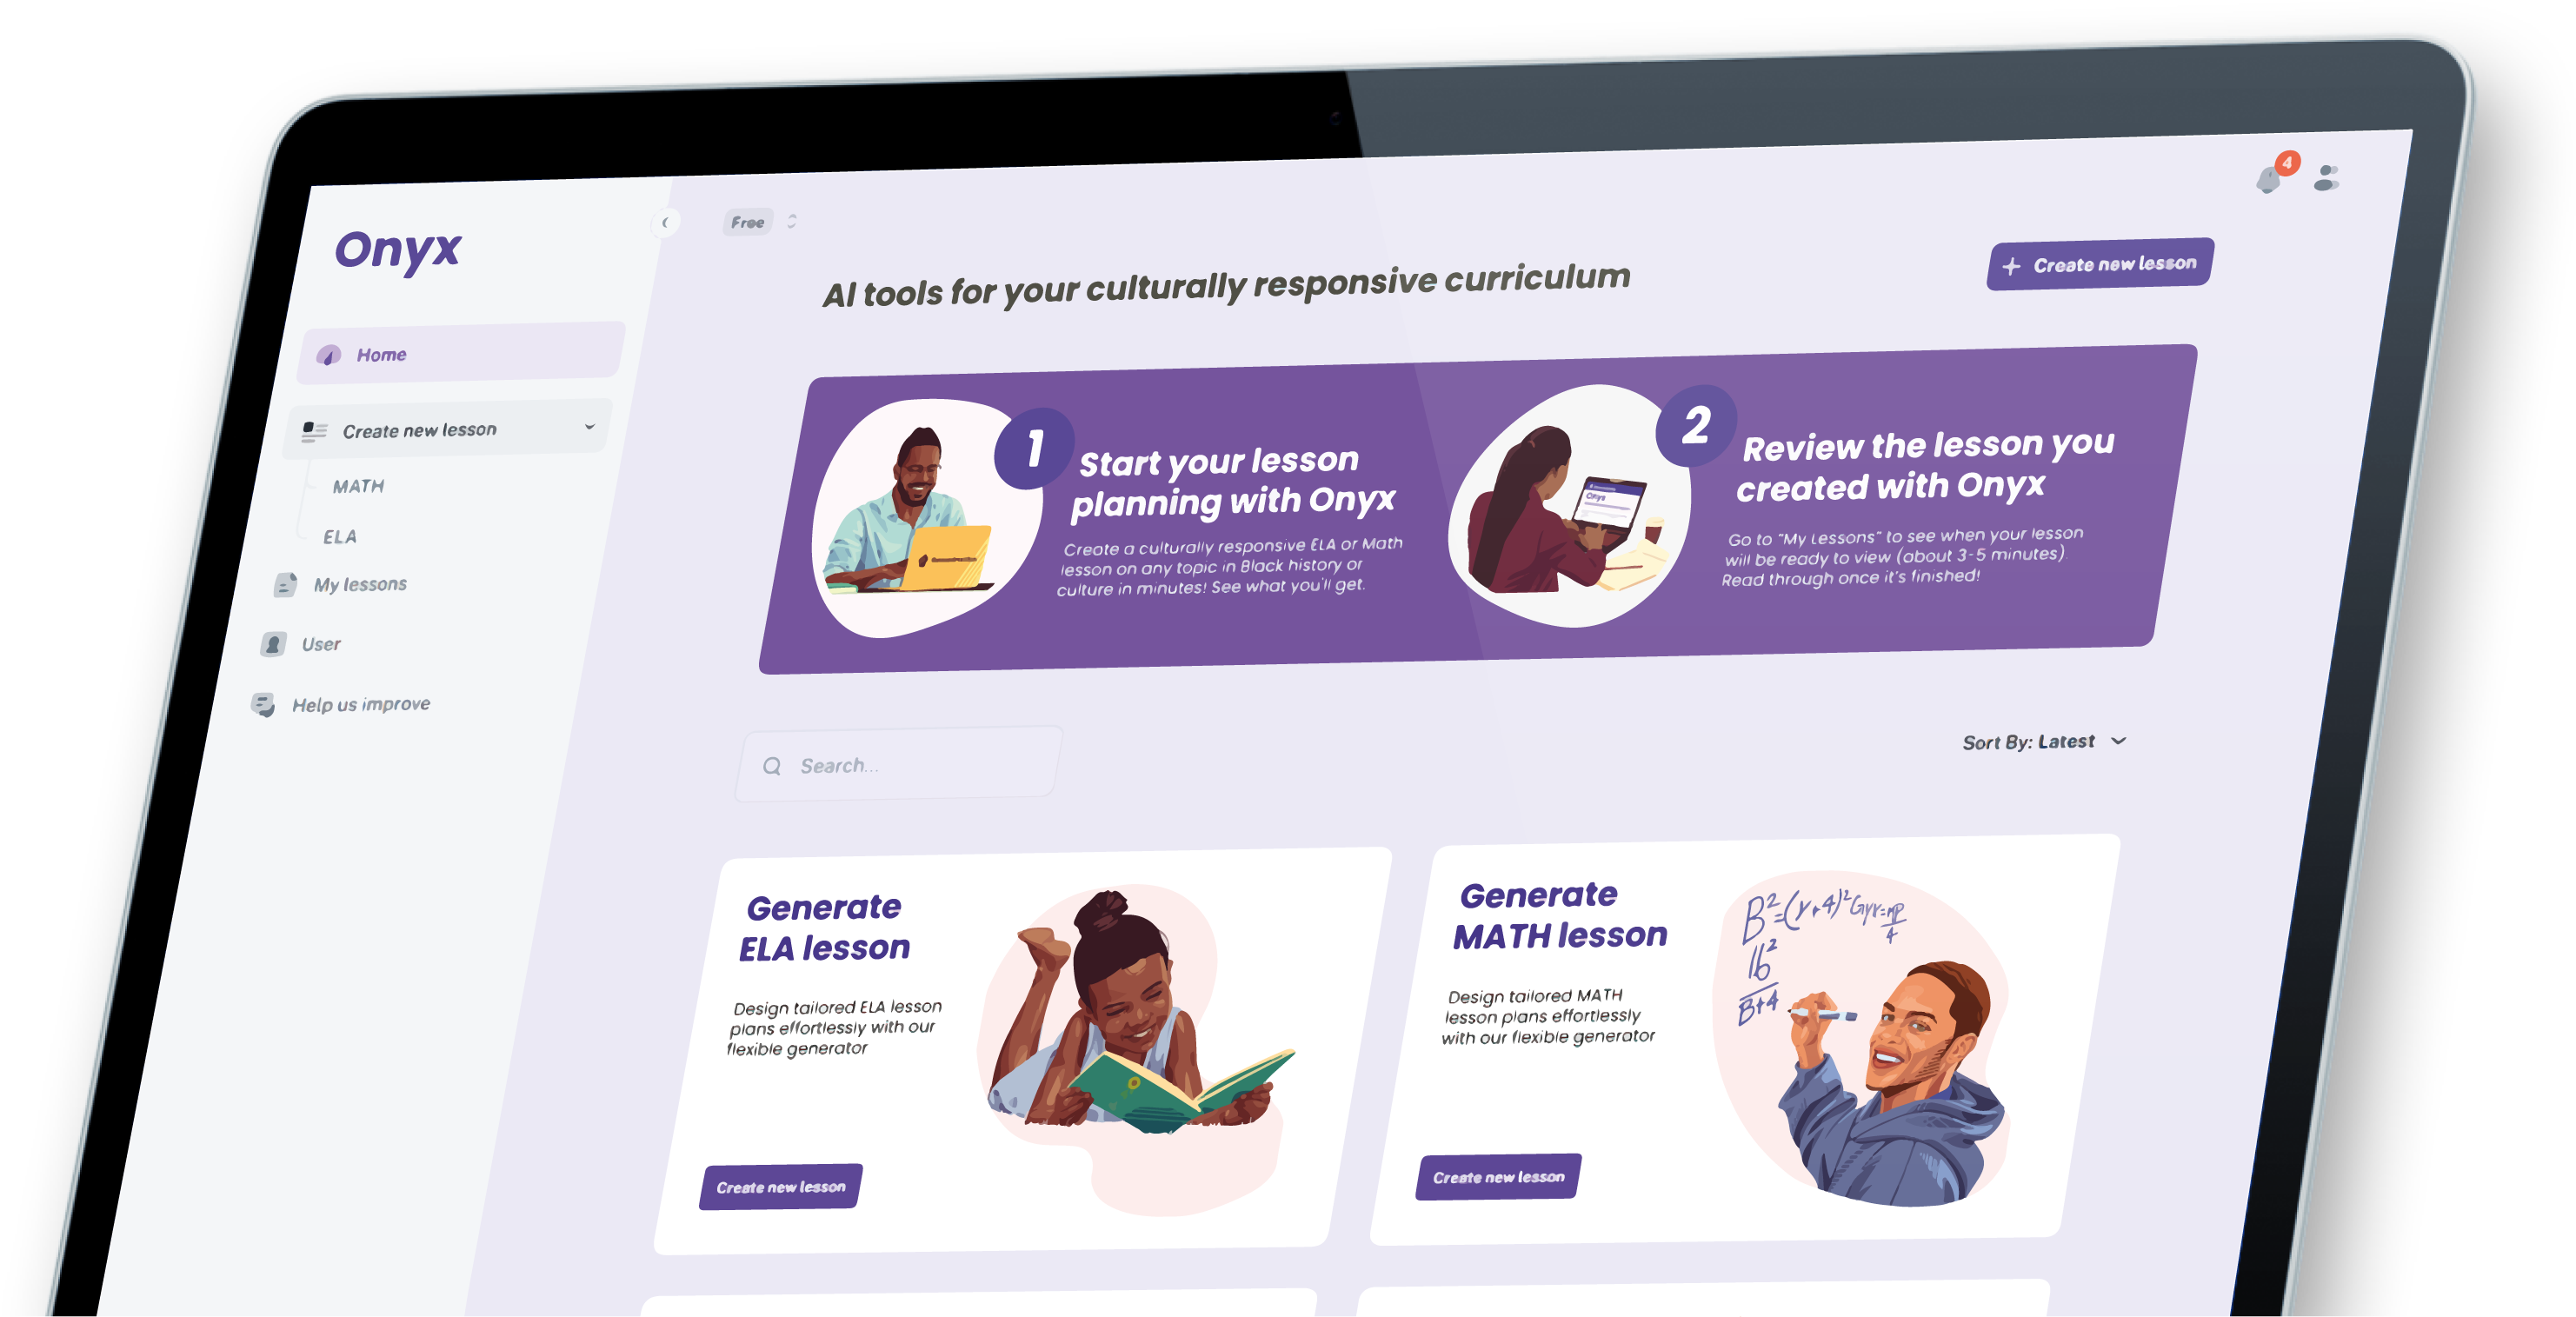 Onyx
Home
Create new lesson
MATH
ELA
My lessons
User
Help us improve
Free
4
AI tools for your culturally responsive curriculum
+ Create new lesson
1
Start your lesson
planning with Onyx
Create a culturally responsive ELA or Math
lesson on any topic in Black history or
culture in minutes! See what you'll get.
Onyx
2
Review the lesson you
created with Onyx
Go to "My Lessons" to see when your lesson
will be ready to view (about 3-5 minutes)
Read through once it's finished!
Search...
Sort By: Latest
Generate
ELA lesson
Design tailored ELA lesson
plans effortlessly with our
flexible generator
Create new lesson
Generate
MATH lesson
Design tailored MATH
lesson plans effortlessly
with our flexible generator
Create new lesson
B²=(y+4)²
16²
B+4